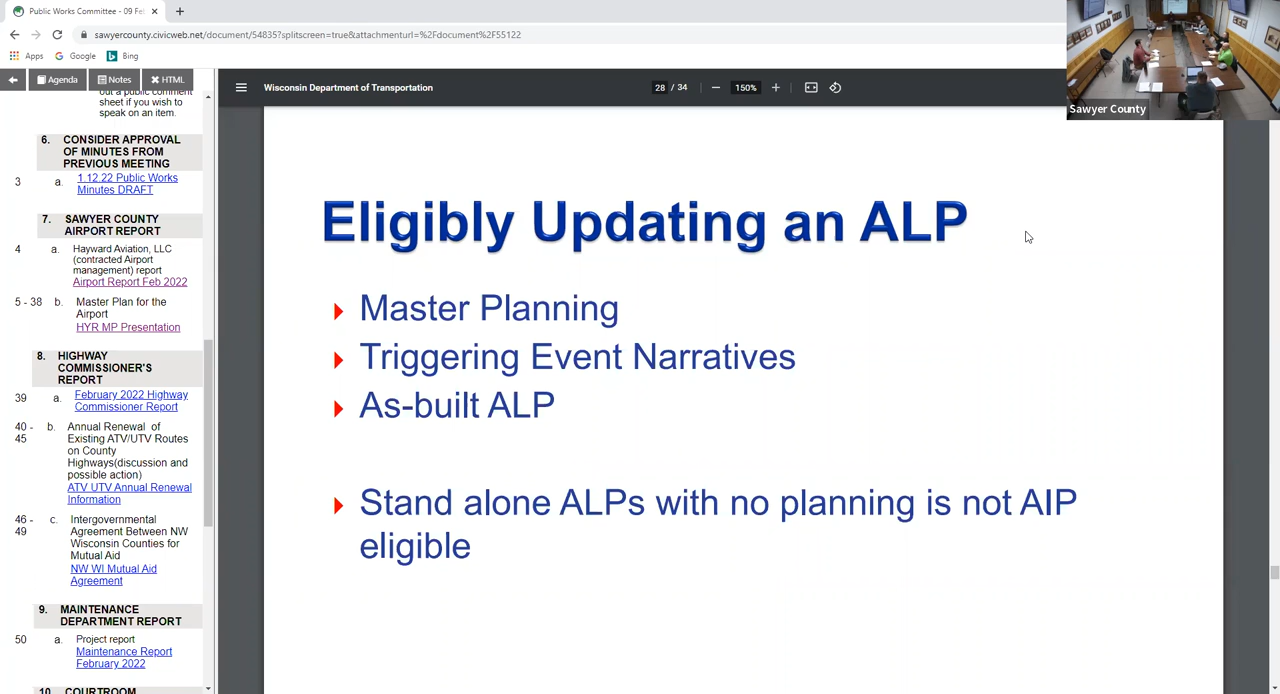 Public Works Committee - 09 Fe
sawyercounty.civicweb.net/document/54835?splitscreen=true&attachmenturl=%2Fdocument%2F55122
Apps
Google
Bing
Agenda
Notes
HTML
Wisconsin Department of Transportation
28 / 34
150%
Sawyer County
out a public comment
sheet if you wish to
speak on an item.
6. CONSIDER APPROVAL
OF MINUTES FROM
PREVIOUS MEETING
3 a. 1.12.22 Public Works
Minutes DRAFT
7. SAWYER COUNTY
AIRPORT REPORT
4 a. Hayward Aviation, LLC
(contracted Airport
management) report
Airport Report Feb 2022
5 - 38 b. Master Plan for the
Airport
HYR MP Presentation
8. HIGHWAY
COMMISSIONER'S
REPORT
39 a. February 2022 Highway
Commissioner Report
40 - b. Annual Renewal of
45 Existing ATV/UTV Routes
on County
Highways(discussion and
possible action)
ATV UTV Annual Renewal
Information
46 - c. Intergovernmental
49 Agreement Between NW
Wisconsin Counties for
Mutual Aid
NW WI Mutual Aid
Agreement
9. MAINTENANCE
DEPARTMENT REPORT
50 a. Project report
Maintenance Report
February 2022
10. COURTROOM
Eligibly Updating an ALP
Master Planning
Triggering Event Narratives
As-built ALP
Stand alone ALPs with no planning is not AIP
eligible